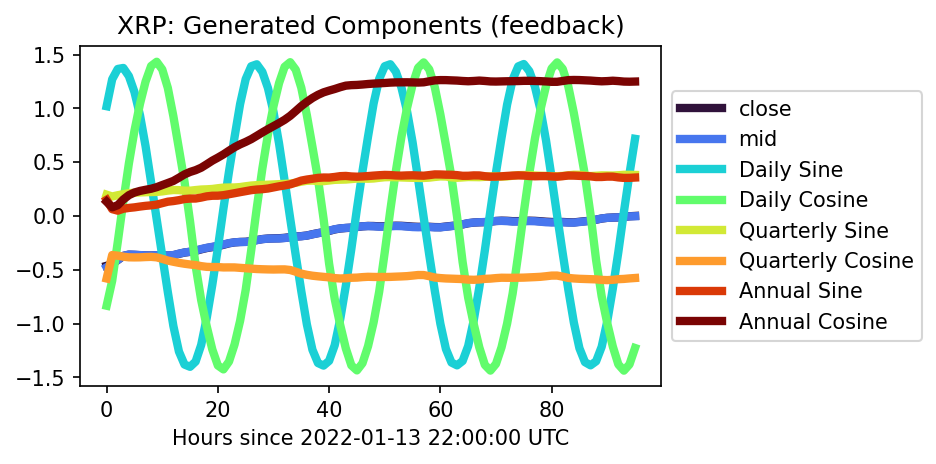 XRP: Generated Components (feedback)
1.5
1.0
0.5
0.0
−0.5
−1.0
−1.5
0 20 40 60 80
Hours since 2022-01-13 22:00:00 UTC
close
mid
Daily Sine
Daily Cosine
Quarterly Sine
Quarterly Cosine
Annual Sine
Annual Cosine